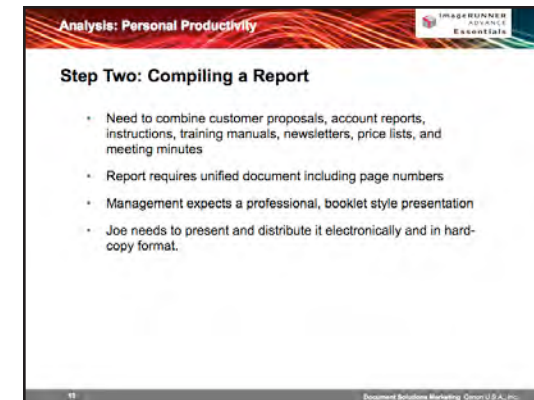 Analysis: Personal Productivity
imageRUNNER
ADVANCE
Essentials
Step Two: Compiling a Report
• Need to combine customer proposals, account reports,
instructions, training manuals, newsletters, price lists, and
meeting minutes
• Report requires unified document including page numbers
• Management expects a professional, booklet style presentation
• Joe needs to present and distribute it electronically and in hard-
copy format.
Document Solutions Marketing Canon U.S.A., Inc.